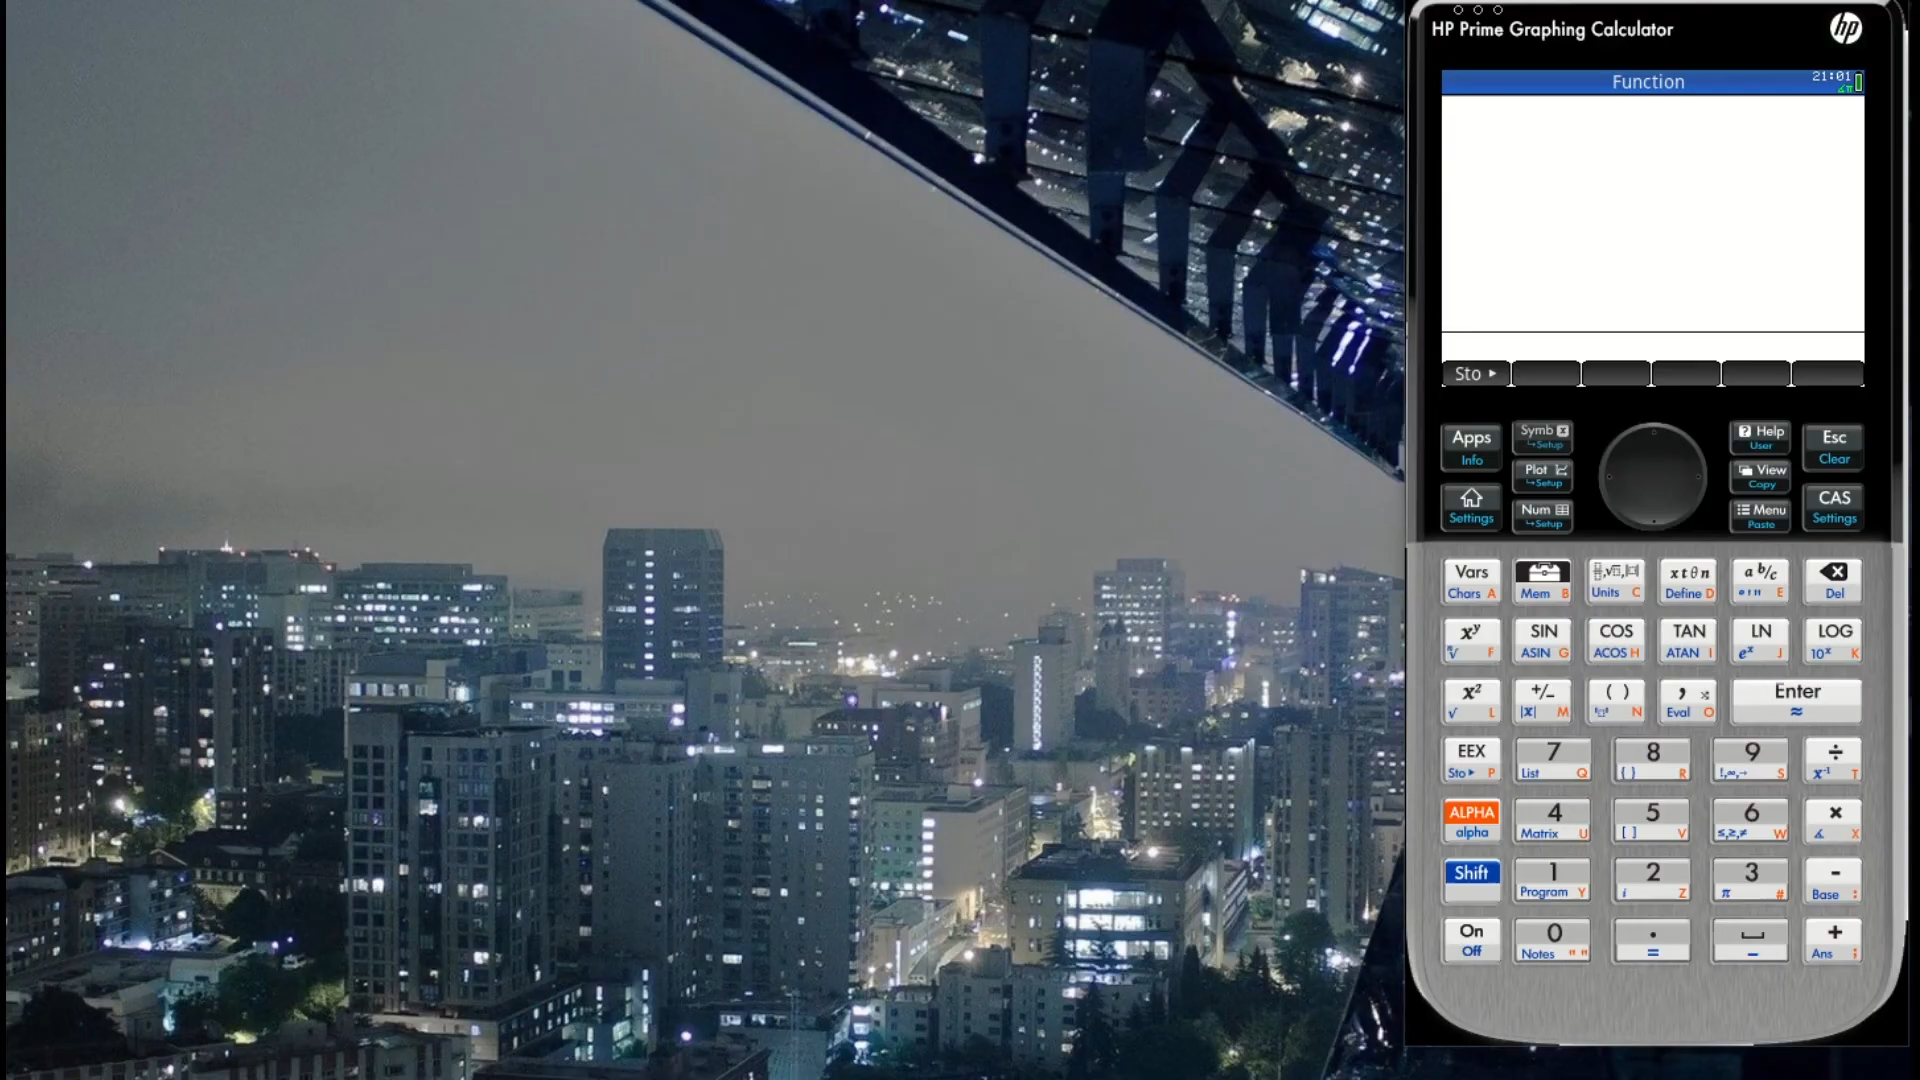 HP Prime Graphing Calculator
hp
Function
21:01
∡π
Sto ▸
Apps
Info
Symb
↳Setup
Plot
↳Setup
Num
↳Setup
Settings
? Help
User
View
Copy
Menu
Paste
Esc
Clear
CAS
Settings
Vars
Chars A
Mem B
Units C
x t θ n
Define D
a b/c
E
Del
xʸ
F
SIN
ASIN G
COS
ACOS H
TAN
ATAN I
LN
eˣ J
LOG
10ˣ K
x²
√ L
+/-
|x| M
( )
N
,
Eval O
Enter
≈
EEX
Sto ▸ P
7
List Q
8
{ } R
9
!,∞,→ S
÷
x⁻¹ T
ALPHA
alpha
4
Matrix U
5
[ ] V
6
≤,≥,≠ W
×
∡ X
Shift
1
Program Y
2
i Z
3
π #
-
Base :
On
Off
0
Notes " "
.
=
_
+
Ans ;